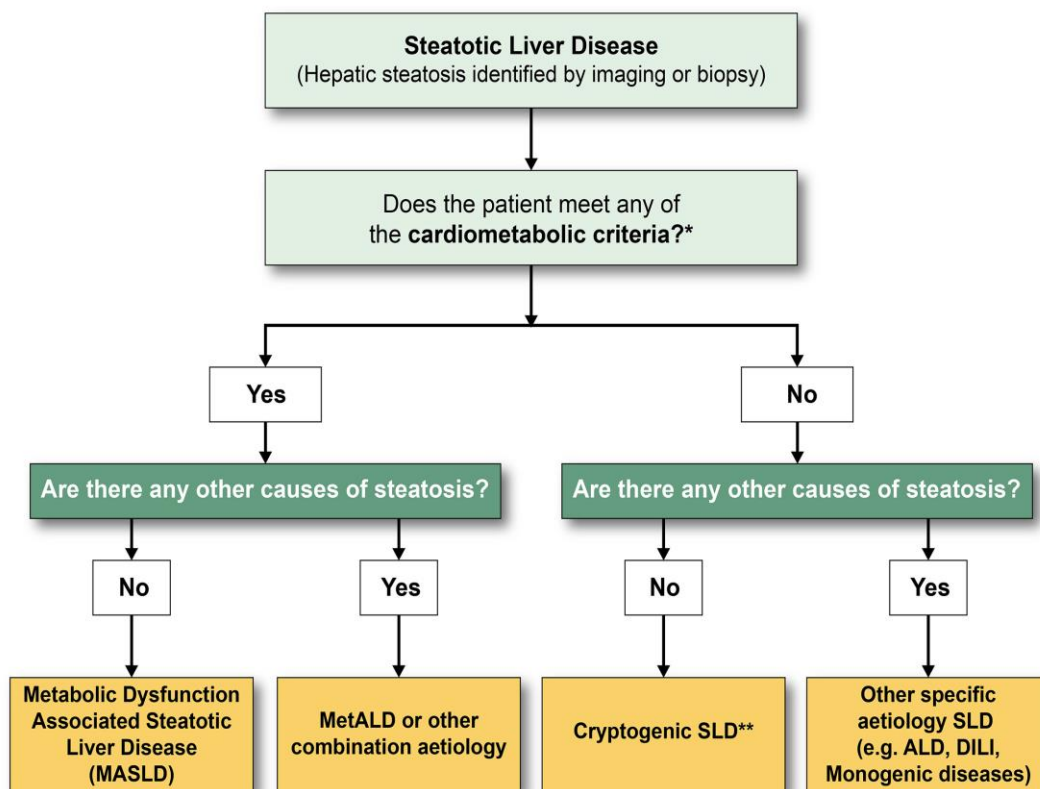 Steatotic Liver Disease
(Hepatic steatosis identified by imaging or biopsy)
Does the patient meet any of
the cardiometabolic criteria?*
Yes
No
Are there any other causes of steatosis?
Are there any other causes of steatosis?
No
Yes
No
Yes
Metabolic Dysfunction
Associated Steatotic
Liver Disease
(MASLD)
MetALD or other
combination aetiology
Cryptogenic SLD**
Other specific
aetiology SLD
(e.g. ALD, DILI,
Monogenic diseases)